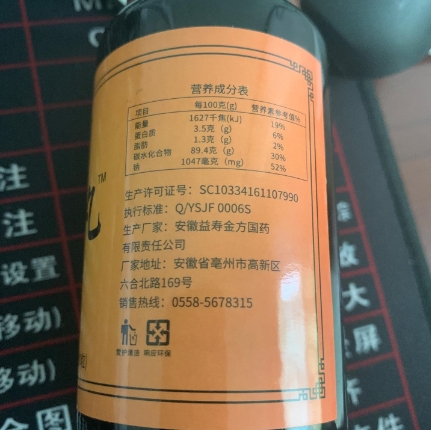 营养成分表
项目 每100克(g) 营养素参考值%
能量 1627千焦(kJ) 19%
蛋白质 3.5克（g） 6%
脂肪 1.3克（g） 2%
碳水化合物 89.4克（g） 30%
钠 1047毫克（mg） 52%
生产许可证号：SC10334161107990
执行标准：Q/YSJF 0006S
生产厂家：安徽益寿金方国药
有限责任公司
厂家地址：安徽省亳州市高新区
六合北路169号
销售热线：0558-5678315
TM
注
注
设置
移动)
移动)
全图
放
大
屏